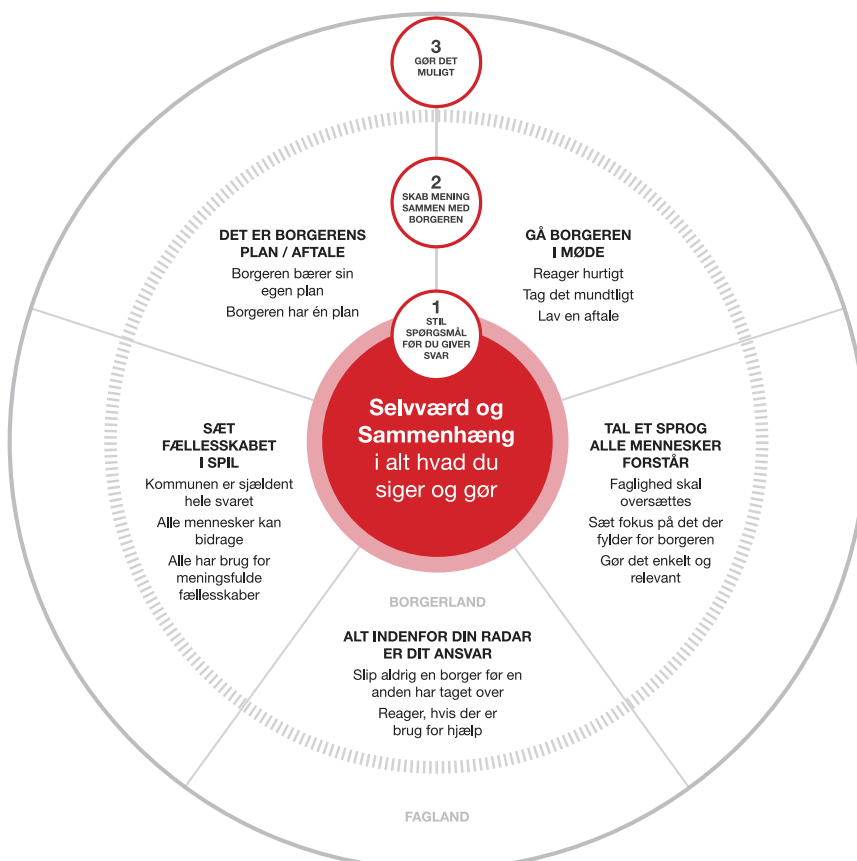 3
GØR DET
MULIGT
2
SKAB MENING
SAMMEN MED
BORGEREN
DET ER BORGERENS
PLAN / AFTALE
Borgeren bærer sin
egen plan
Borgeren har én plan
GÅ BORGEREN
I MØDE
Reager hurtigt
Tag det mundtligt
Lav en aftale
1
STIL
SPØRGSMÅL
FØR DU GIVER
SVAR
Selvværd og
Sammenhæng
i alt hvad du
siger og gør
SÆT
FÆLLESSKABET
I SPIL
Kommunen er sjældent
hele svaret
Alle mennesker kan
bidrage
Alle har brug for
meningsfulde
fællesskaber
TAL ET SPROG
ALLE MENNESKER
FORSTÅR
Faglighed skal
oversættes
Sæt fokus på det der
fylder for borgeren
Gør det enkelt og
relevant
BORGERLAND
ALT INDENFOR DIN RADAR
ER DIT ANSVAR
Slip aldrig en borger før en
anden har taget over
Reager, hvis der er
brug for hjælp
FAGLAND